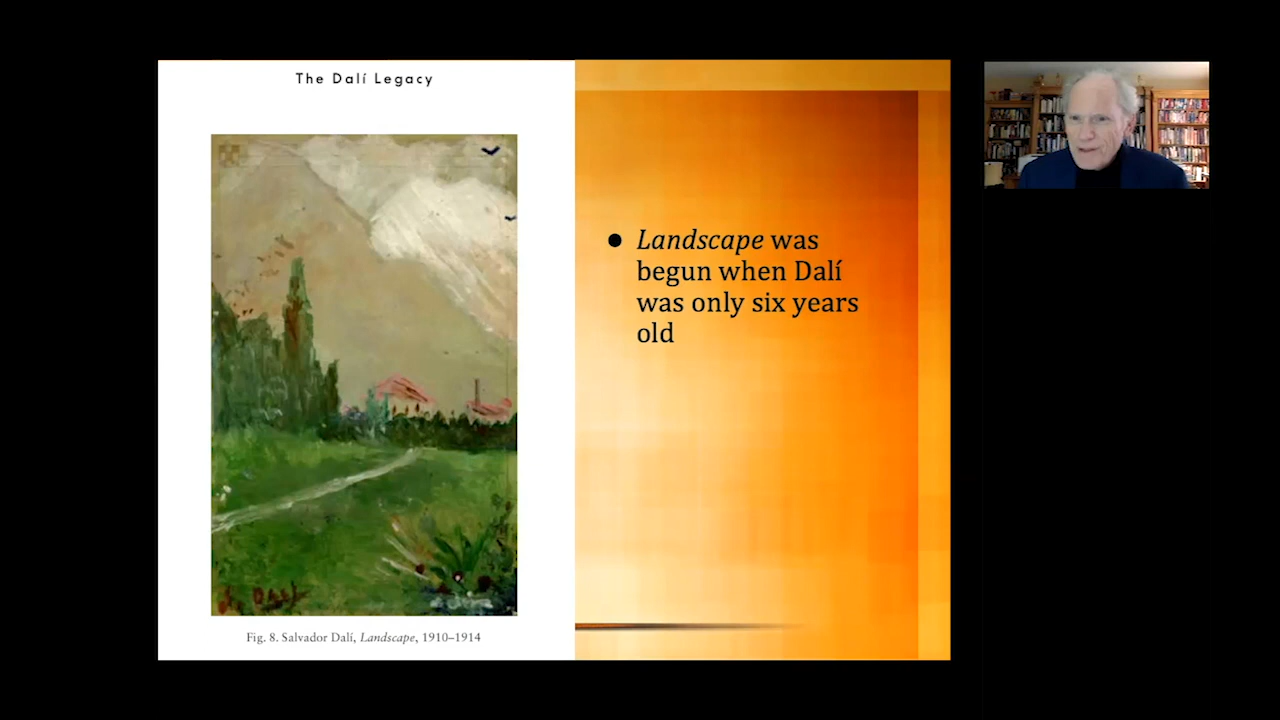 The Dalí Legacy
Landscape was
begun when Dalí
was only six years
old
Fig. 8. Salvador Dalí, Landscape, 1910–1914